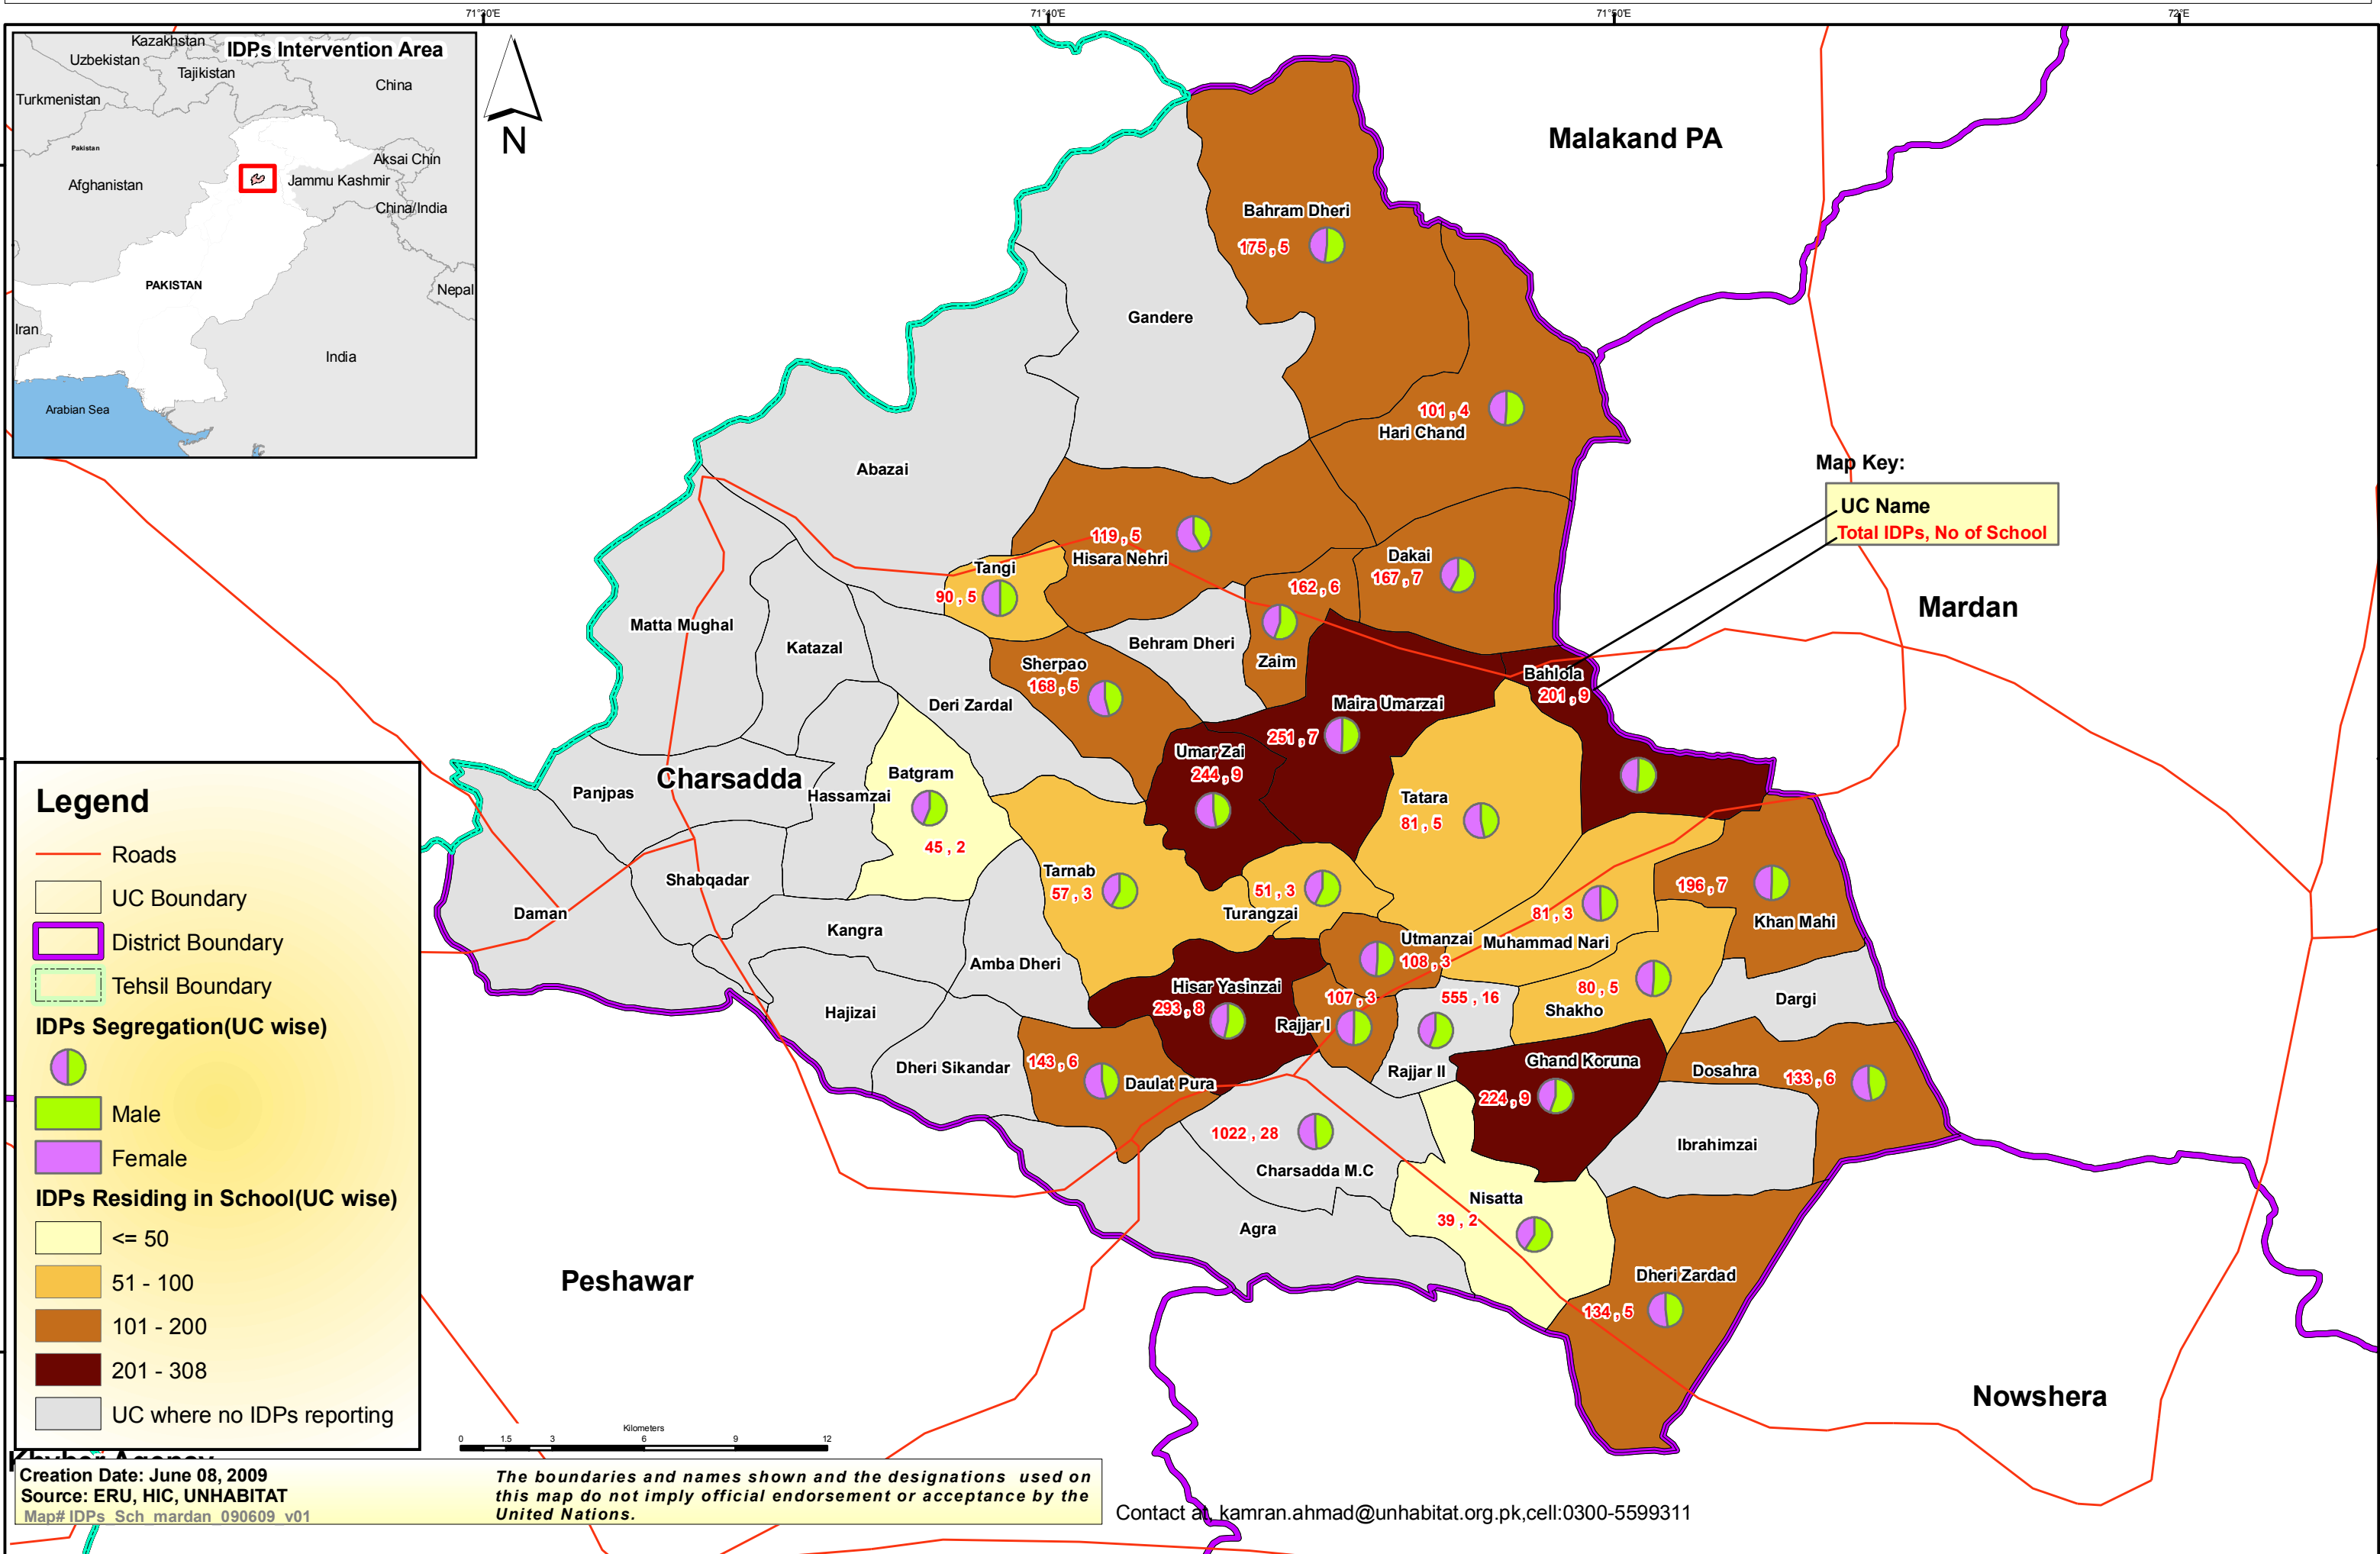 71°30'E
71°40'E
71°50'E
72°E
IDPs Intervention Area
Kazakhstan
Uzbekistan
Tajikistan
China
Turkmenistan
Pakistan
Aksai Chin
Afghanistan
Jammu Kashmir
China/India
PAKISTAN
Nepal
Iran
India
Arabian Sea
N
Malakand PA
Bahram Dheri
175 , 5
Gandere
101 , 4
Hari Chand
Abazai
Map Key:
UC Name
Total IDPs, No of School
119 , 5
Hisara Nehri
Dakai
167 , 7
Tangi
90 , 5
162 , 6
Zaim
Mardan
Matta Mughal
Katazal
Behram Dheri
Sherpao
168 , 5
Bahlola
201 , 9
Deri Zardal
Maira Umarzai
251 , 7
Umar Zai
244 , 9
Charsadda
Panjpas
Hassamzai
Batgram
45 , 2
Tatara
81 , 5
Shabqadar
Tarnab
57 , 3
51 , 3
Turangzai
196 , 7
Khan Mahi
Daman
Kangra
81 , 3
Muhammad Nari
Utmanzai
108 , 3
Amba Dheri
Hisar Yasinzai
293 , 8
107 , 3
Rajjar I
555 , 16
Rajjar II
80 , 5
Shakho
Dargi
Hajizai
Dheri Sikandar
143 , 6
Daulat Pura
Ghand Koruna
224 , 9
Dosahra
133 , 6
1022 , 28
Charsadda M.C
Ibrahimzai
Nisatta
39 , 2
Agra
Dheri Zardad
134 , 5
Peshawar
Nowshera
Legend
Roads
UC Boundary
District Boundary
Tehsil Boundary
IDPs Segregation(UC wise)
Male
Female
IDPs Residing in School(UC wise)
<= 50
51 - 100
101 - 200
201 - 308
UC where no IDPs reporting
Kilometers
0 1.5 3 6 9 12
Khyber Agency
Creation Date: June 08, 2009
Source: ERU, HIC, UNHABITAT
Map# IDPs_Sch_mardan_090609_v01
The boundaries and names shown and the designations used on
this map do not imply official endorsement or acceptance by the
United Nations.
Contact at, kamran.ahmad@unhabitat.org.pk,cell:0300-5599311